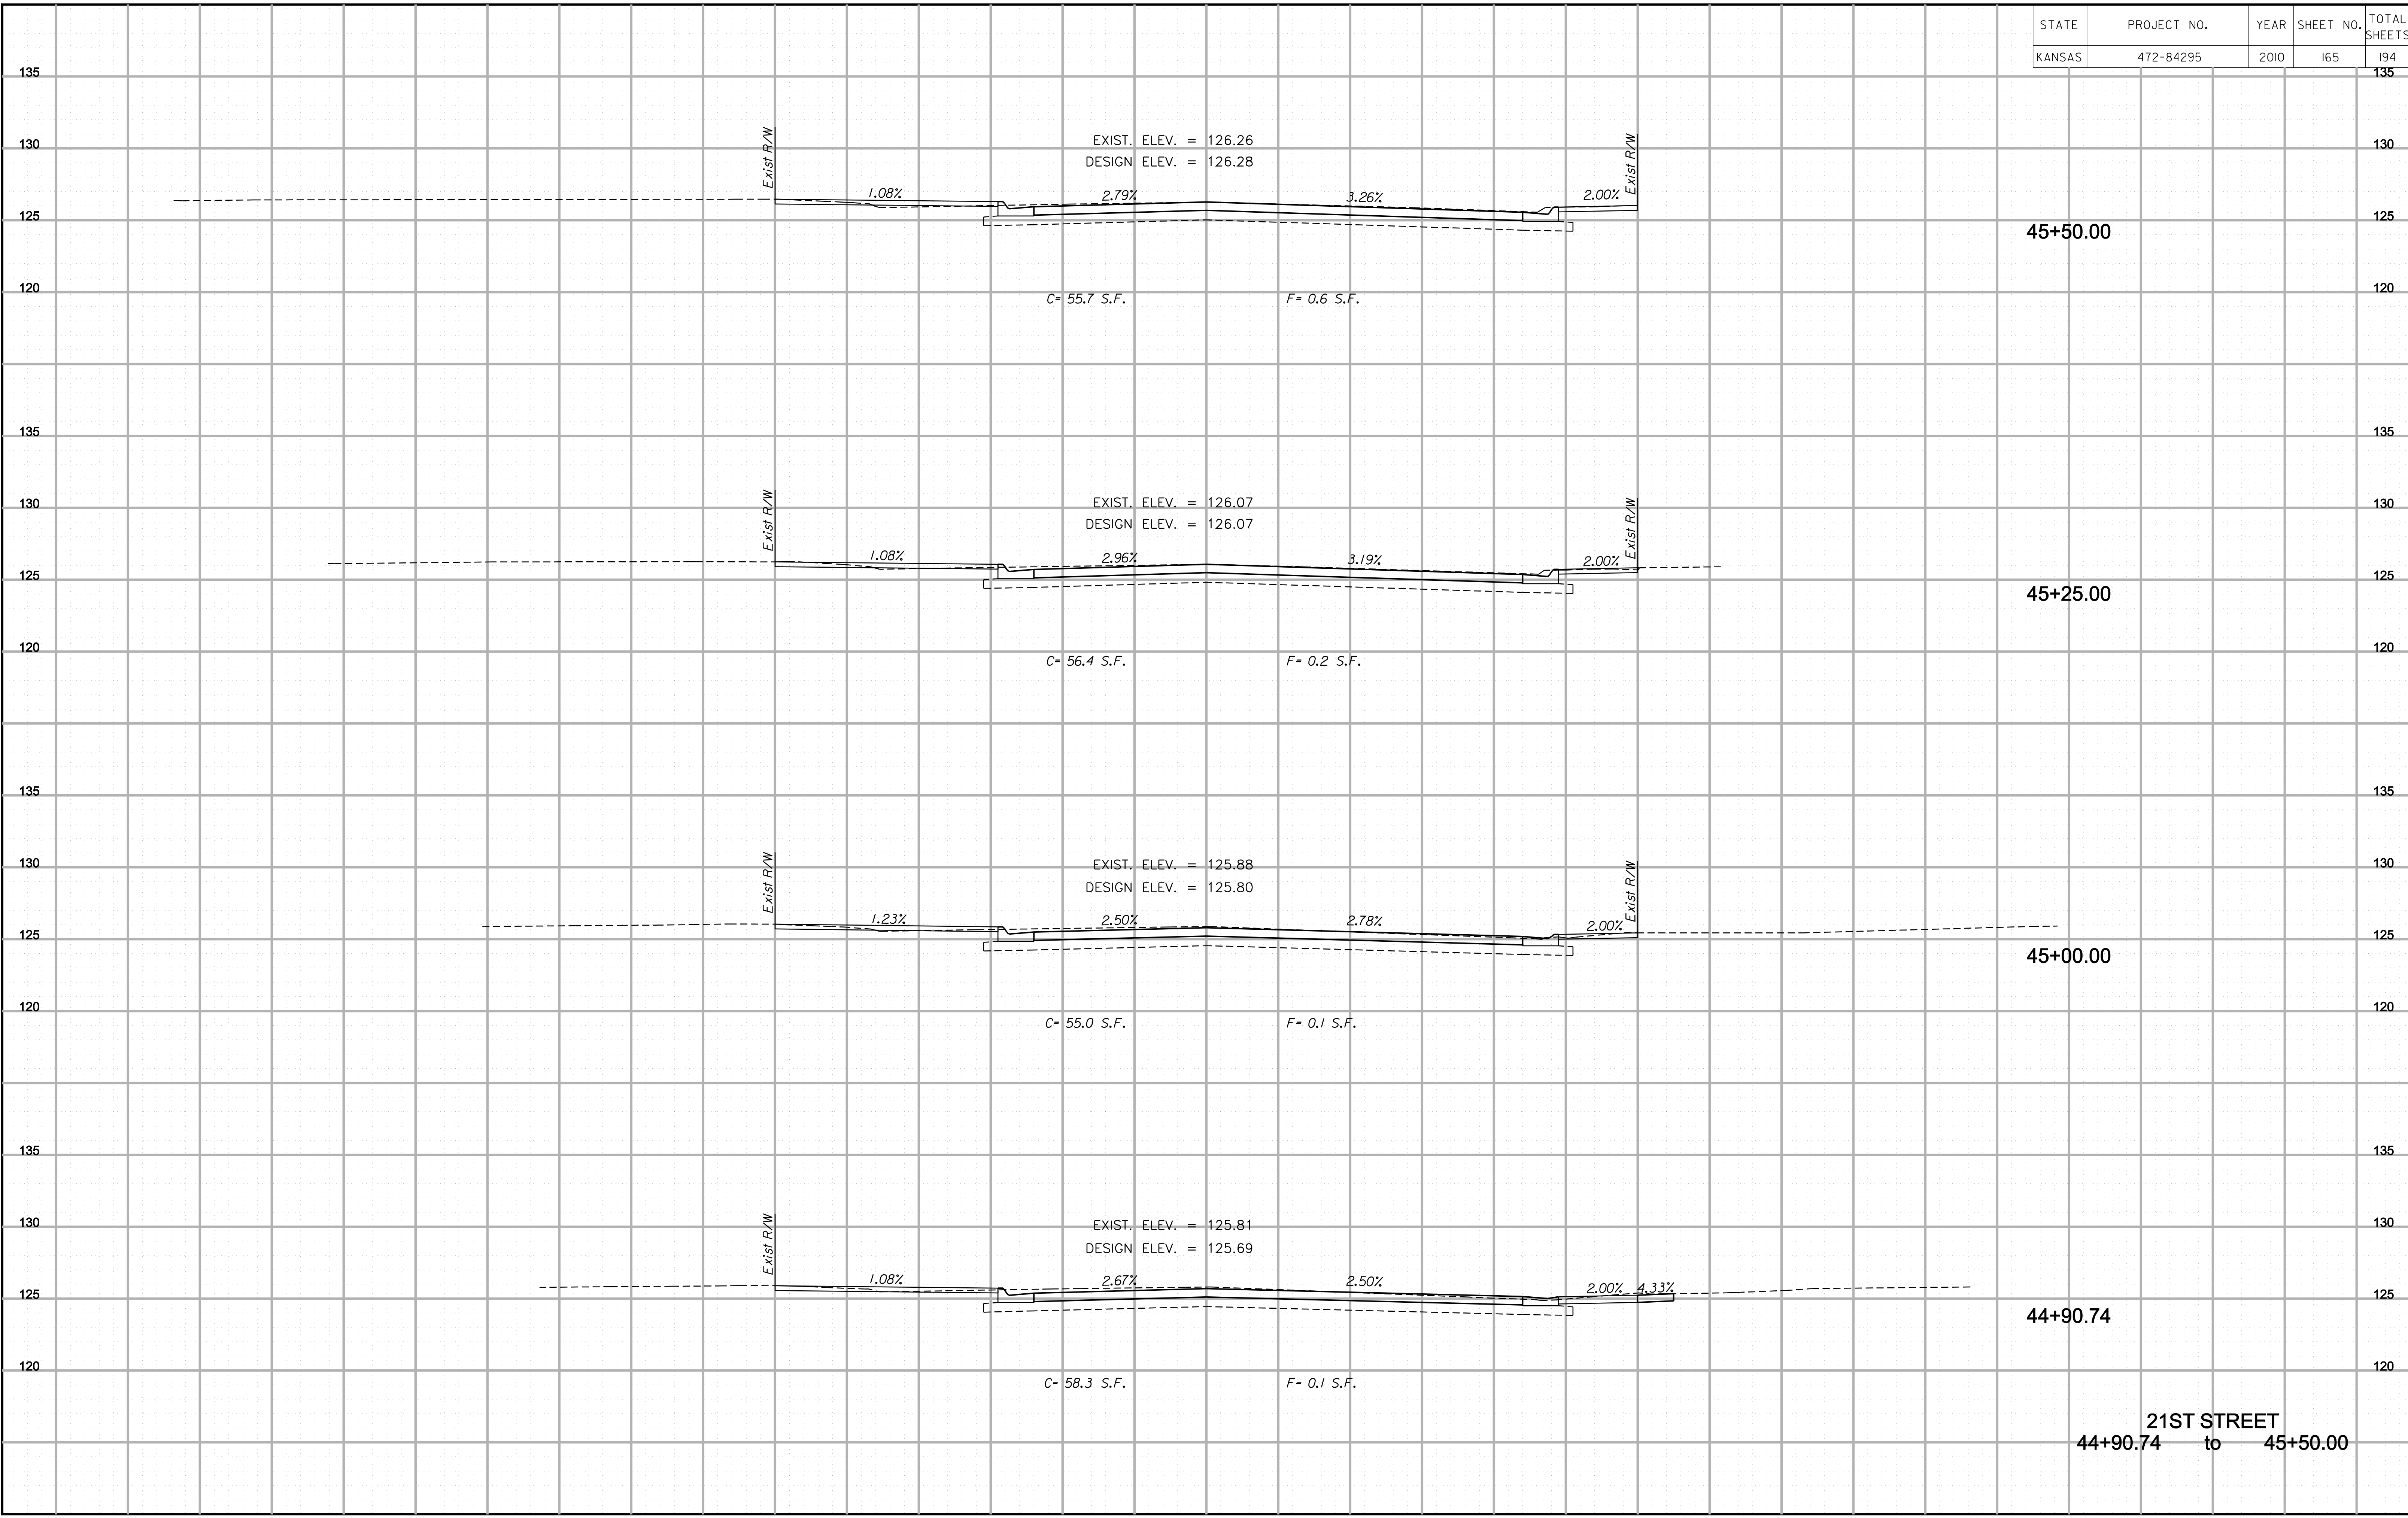 STATE PROJECT NO. YEAR SHEET NO. TOTAL SHEETS
KANSAS 472-84295 2010 165 194
135 135
Exist R/W Exist R/W
130 EXIST. ELEV. = 126.26 130
DESIGN ELEV. = 126.28
1.08% 2.79% 3.26% 2.00%
125 125
45+50.00
120 120
C= 55.7 S.F. F= 0.6 S.F.
135 135
Exist R/W Exist R/W
130 EXIST. ELEV. = 126.07 130
DESIGN ELEV. = 126.07
1.08% 2.96% 3.19% 2.00%
125 125
45+25.00
120 120
C= 56.4 S.F. F= 0.2 S.F.
135 135
Exist R/W Exist R/W
130 EXIST. ELEV. = 125.88 130
DESIGN ELEV. = 125.80
1.23% 2.50% 2.78% 2.00%
125 125
45+00.00
120 120
C= 55.0 S.F. F= 0.1 S.F.
135 135
Exist R/W
130 EXIST. ELEV. = 125.81 130
DESIGN ELEV. = 125.69
1.08% 2.67% 2.50% 2.00% 4.33%
125 125
44+90.74
120 120
C= 58.3 S.F. F= 0.1 S.F.
21ST STREET
44+90.74 to 45+50.00